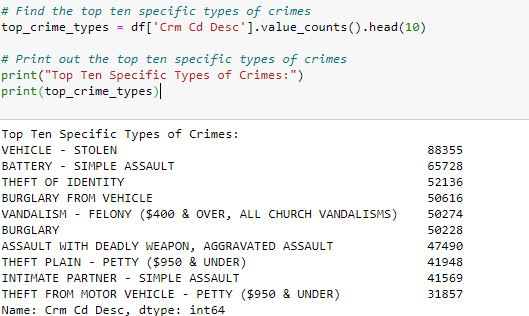 # Find the top ten specific types of crimes
top_crime_types = df['Crm Cd Desc'].value_counts().head(10)
# Print out the top ten specific types of crimes
print("Top Ten Specific Types of Crimes:")
print(top_crime_types)
Top Ten Specific Types of Crimes:
VEHICLE - STOLEN 88355
BATTERY - SIMPLE ASSAULT 65728
THEFT OF IDENTITY 52136
BURGLARY FROM VEHICLE 50616
VANDALISM - FELONY ($400 & OVER, ALL CHURCH VANDALISMS) 50274
BURGLARY 50228
ASSAULT WITH DEADLY WEAPON, AGGRAVATED ASSAULT 47490
THEFT PLAIN - PETTY ($950 & UNDER) 41948
INTIMATE PARTNER - SIMPLE ASSAULT 41569
THEFT FROM MOTOR VEHICLE - PETTY ($950 & UNDER) 31857
Name: Crm Cd Desc, dtype: int64